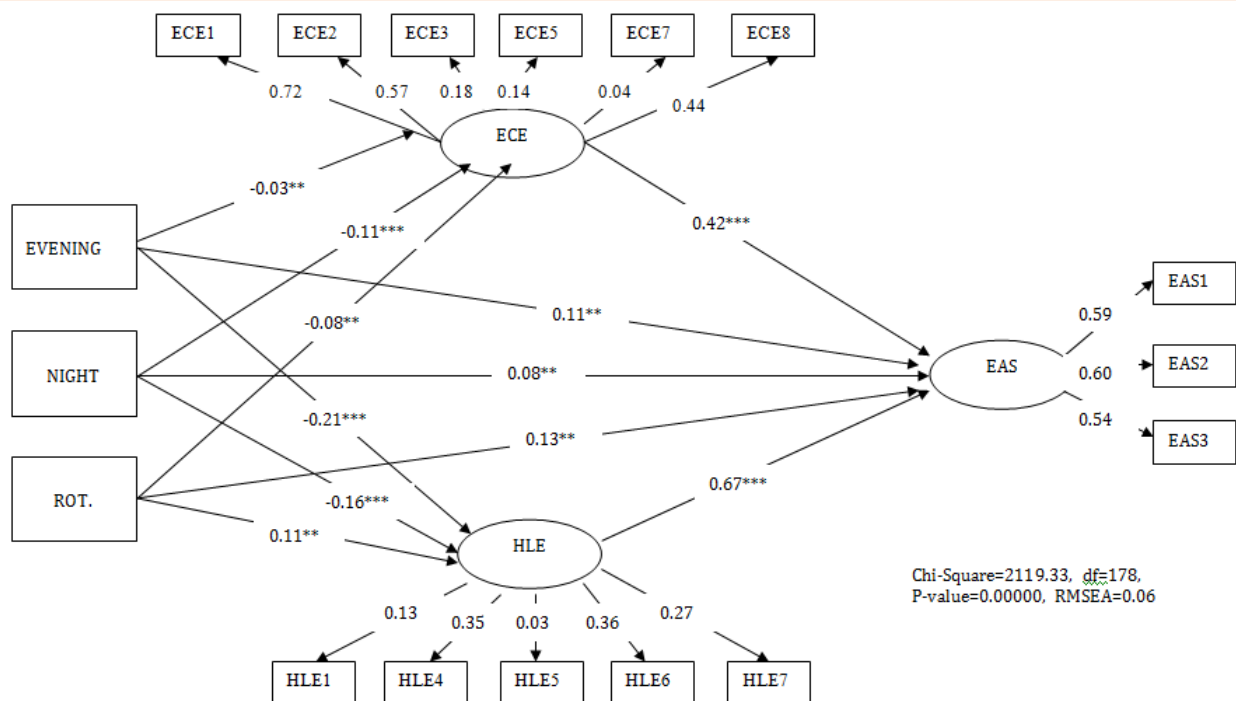 ECE1
ECE2
ECE3
ECE5
ECE7
ECE8
0.72
0.57
0.18
0.14
0.04
0.44
ECE
-0.03**
EVENING
-0.11***
0.42***
EAS1
0.11**
0.59
-0.08**
NIGHT
0.08**
EAS
0.60
EAS2
-0.21***
0.13**
0.54
EAS3
ROT.
-0.16***
0.67***
0.11**
HLE
Chi-Square=2119.33, df=178,
P-value=0.00000, RMSEA=0.06
0.13
0.35
0.03
0.36
0.27
HLE1
HLE4
HLE5
HLE6
HLE7